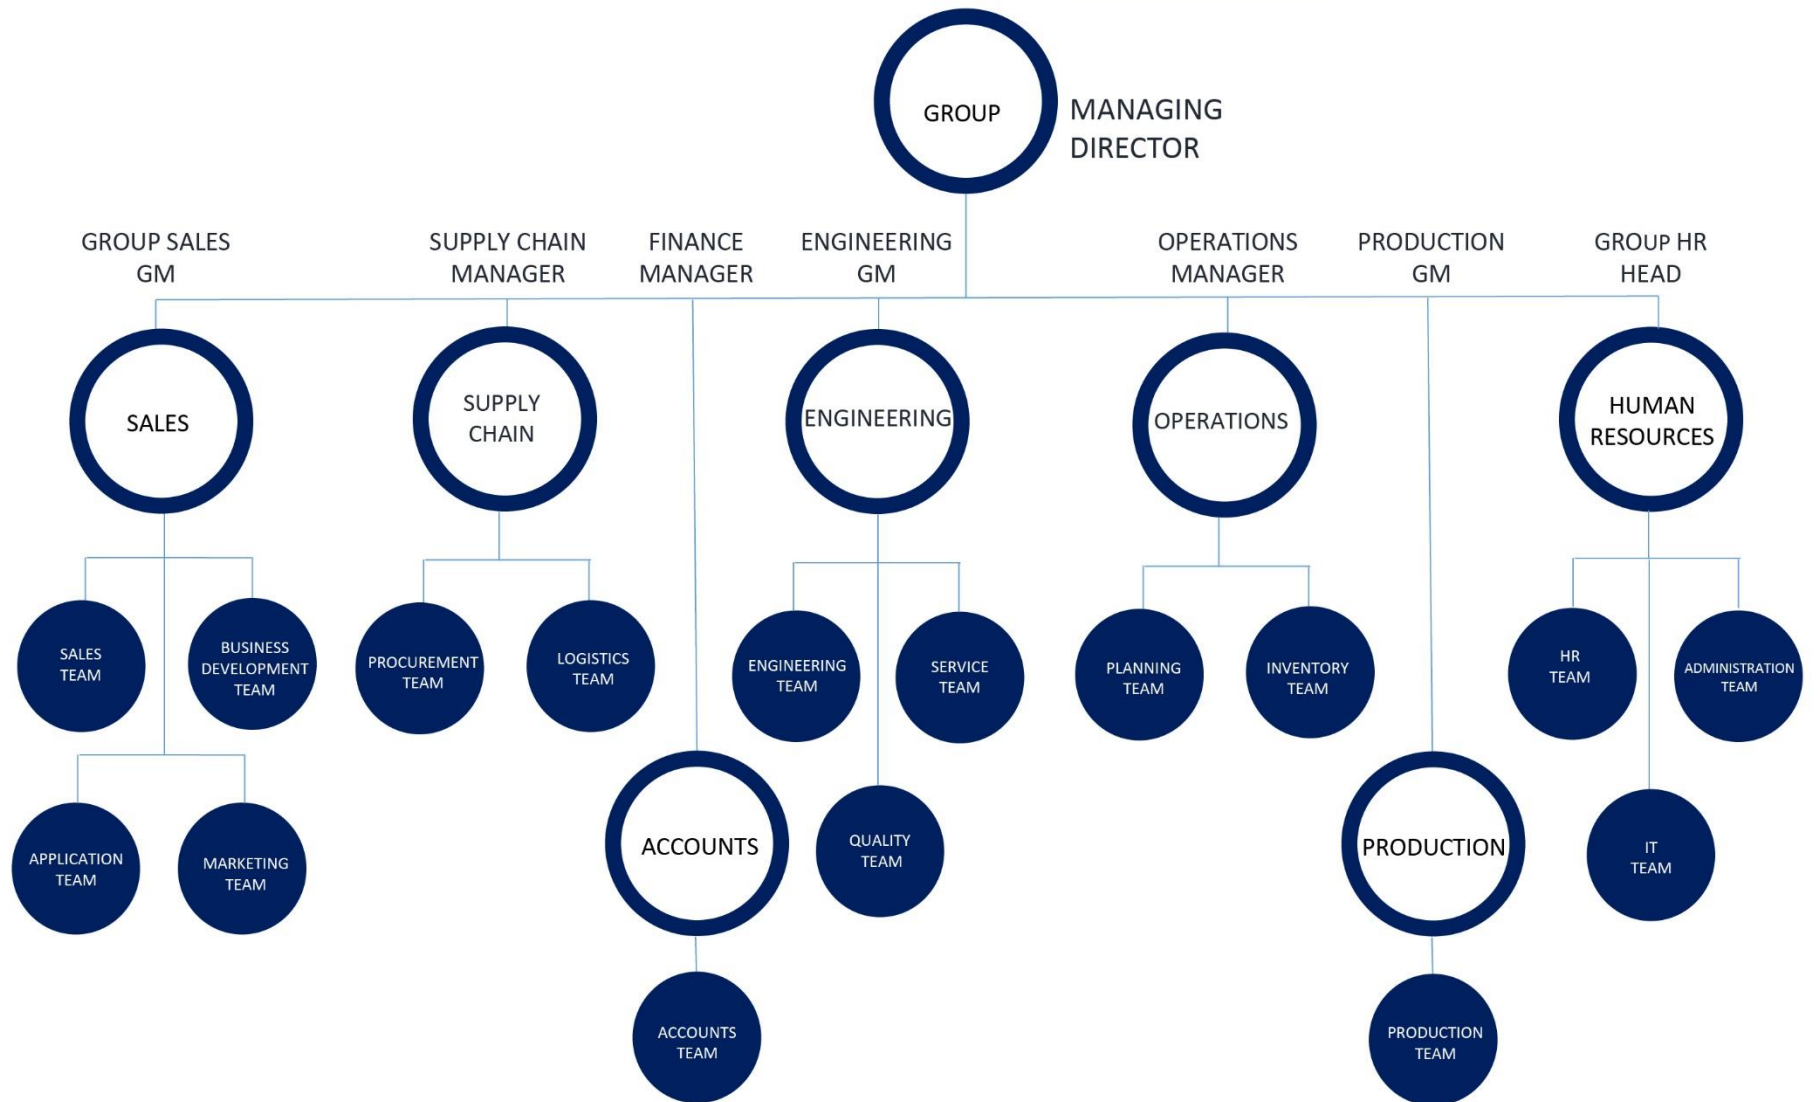 GROUP
MANAGING
DIRECTOR
GROUP SALES
GM
SUPPLY CHAIN
MANAGER
FINANCE
MANAGER
ENGINEERING
GM
OPERATIONS
MANAGER
PRODUCTION
GM
GROUP HR
HEAD
SALES
SUPPLY
CHAIN
ENGINEERING
OPERATIONS
HUMAN
RESOURCES
SALES
TEAM
BUSINESS
DEVELOPMENT
TEAM
PROCUREMENT
TEAM
LOGISTICS
TEAM
ENGINEERING
TEAM
SERVICE
TEAM
PLANNING
TEAM
INVENTORY
TEAM
HR
TEAM
ADMINISTRATION
TEAM
APPLICATION
TEAM
MARKETING
TEAM
ACCOUNTS
QUALITY
TEAM
PRODUCTION
IT
TEAM
ACCOUNTS
TEAM
PRODUCTION
TEAM